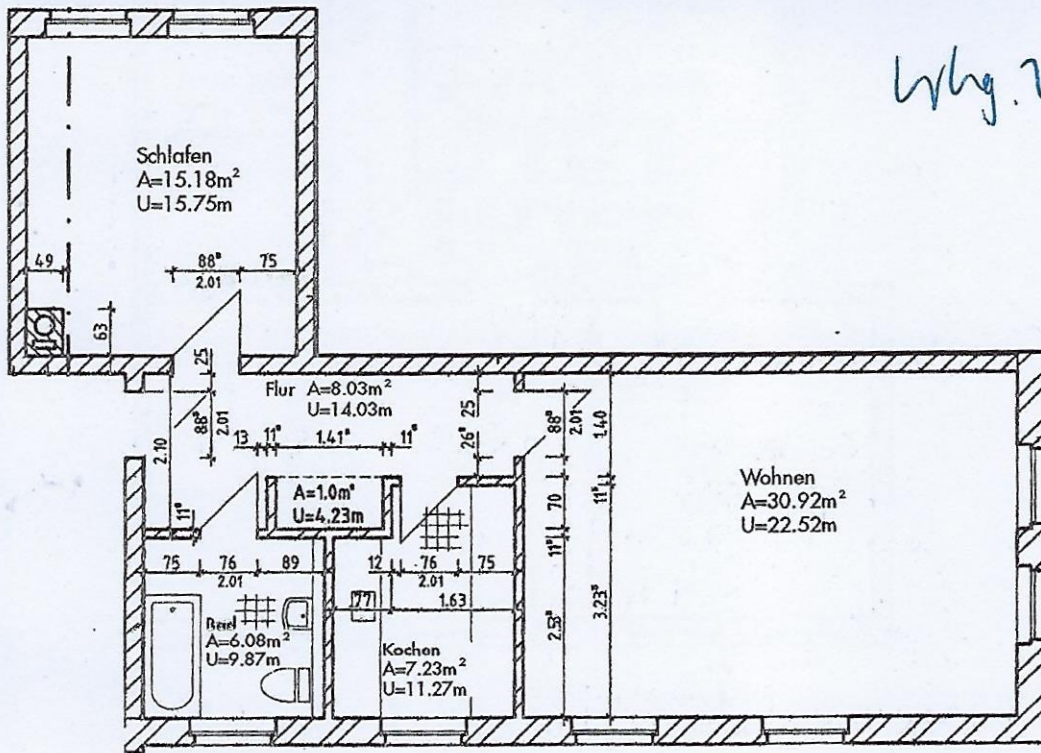 Schlafen
A=15.18m²
U=15.75m
49
88⁵
2.01
75
63
25
Flur A=8.03m²
U=14.03m
88⁵
2.01
2.10
13
11⁵
1.41⁵
11⁵
25
26⁵
88⁵
2.01
1.40
11⁵
A=1.0m²
U=4.23m
70
11⁵
11⁵
Wohnen
A=30.92m²
U=22.52m
75
76
2.01
89
12
76
2.01
75
77
1.63
2.53⁵
3.23⁵
Bad
A=6.08m²
U=9.87m
Kochen
A=7.23m²
U=11.27m